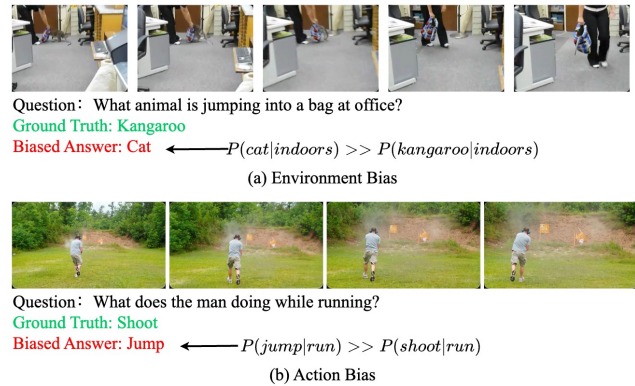 Question： What animal is jumping into a bag at office?
Ground Truth: Kangaroo
Biased Answer: Cat P(cat|indoors) >> P(kangaroo|indoors)
(a) Environment Bias
Question： What does the man doing while running?
Ground Truth: Shoot
Biased Answer: Jump P(jump|run) >> P(shoot|run)
(b) Action Bias